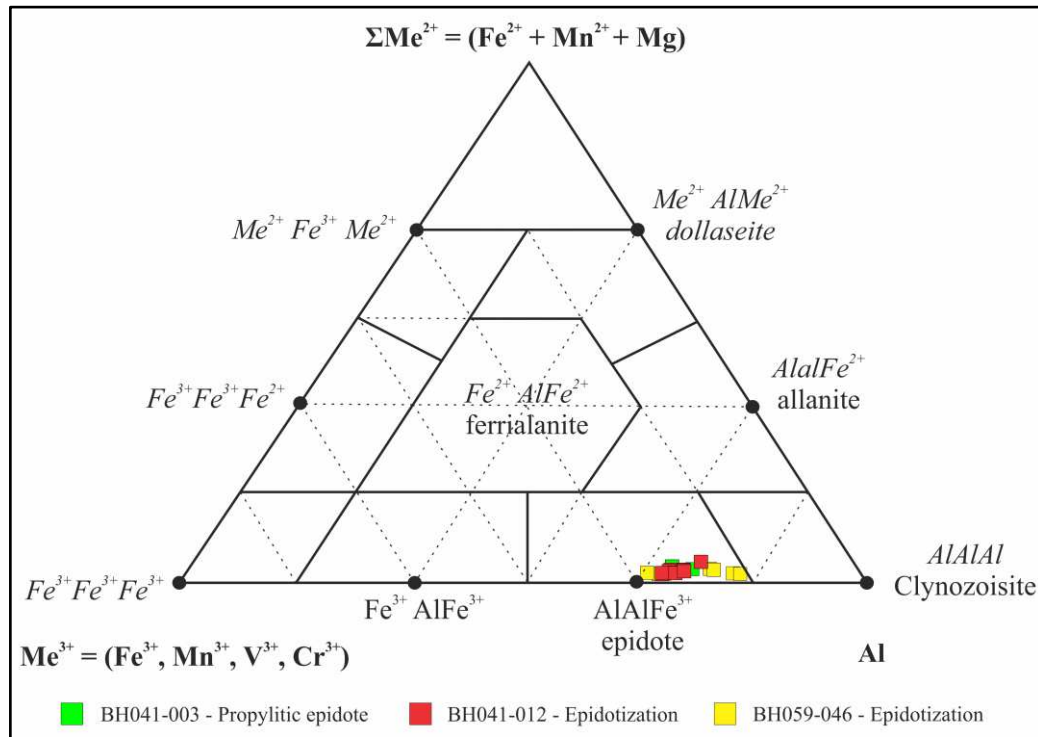 ΣMe²⁺ = (Fe²⁺ + Mn²⁺ + Mg)
Me²⁺ Fe³⁺ Me²⁺
Me²⁺ AlMe²⁺
dollaseite
Fe³⁺Fe³⁺Fe²⁺
Fe²⁺ AlFe²⁺
ferrialanite
AlalFe²⁺
allanite
Fe³⁺Fe³⁺Fe³⁺
Fe³⁺ AlFe³⁺
AlAlFe³⁺
epidote
AlAlAl
Clynozoisite
Me³⁺ = (Fe³⁺, Mn³⁺, V³⁺, Cr³⁺)
Al
BH041-003 - Propylitic epidote
BH041-012 - Epidotization
BH059-046 - Epidotization